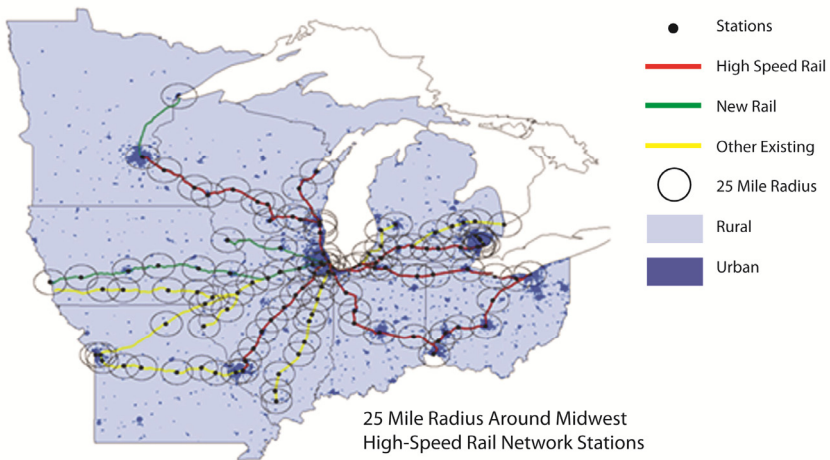 Stations
High Speed Rail
New Rail
Other Existing
25 Mile Radius
Rural
Urban
25 Mile Radius Around Midwest
High-Speed Rail Network Stations